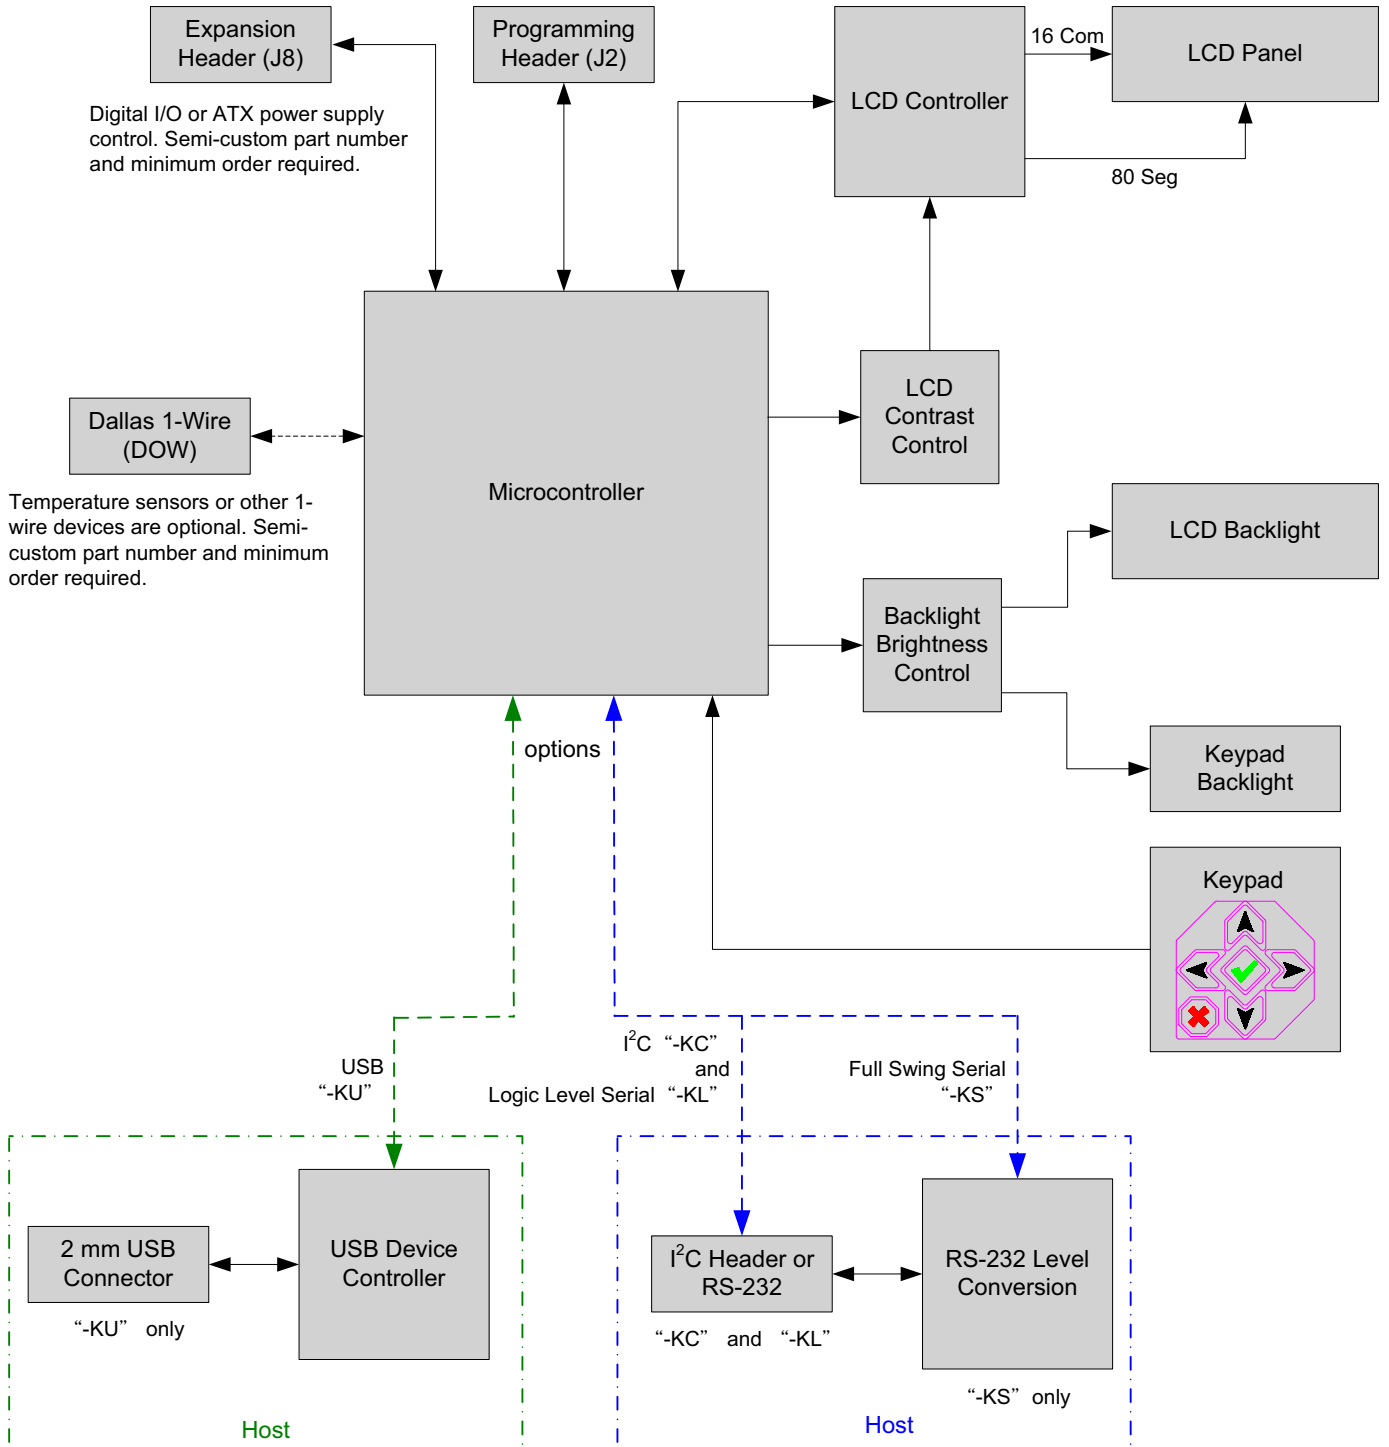 Expansion
Header (J8)
Programming
Header (J2)
LCD Controller
16 Com
LCD Panel
80 Seg
Digital I/O or ATX power supply
control. Semi-custom part number
and minimum order required.
Dallas 1-Wire
(DOW)
Temperature sensors or other 1-
wire devices are optional. Semi-
custom part number and minimum
order required.
Microcontroller
LCD
Contrast
Control
LCD Backlight
Backlight
Brightness
Control
Keypad
Backlight
options
Keypad
USB
“-KU”
I²C “-KC”
and
Logic Level Serial “-KL”
Full Swing Serial
“-KS”
2 mm USB
Connector
“-KU” only
USB Device
Controller
Host
I²C Header or
RS-232
“-KC” and “-KL”
RS-232 Level
Conversion
“-KS” only
Host